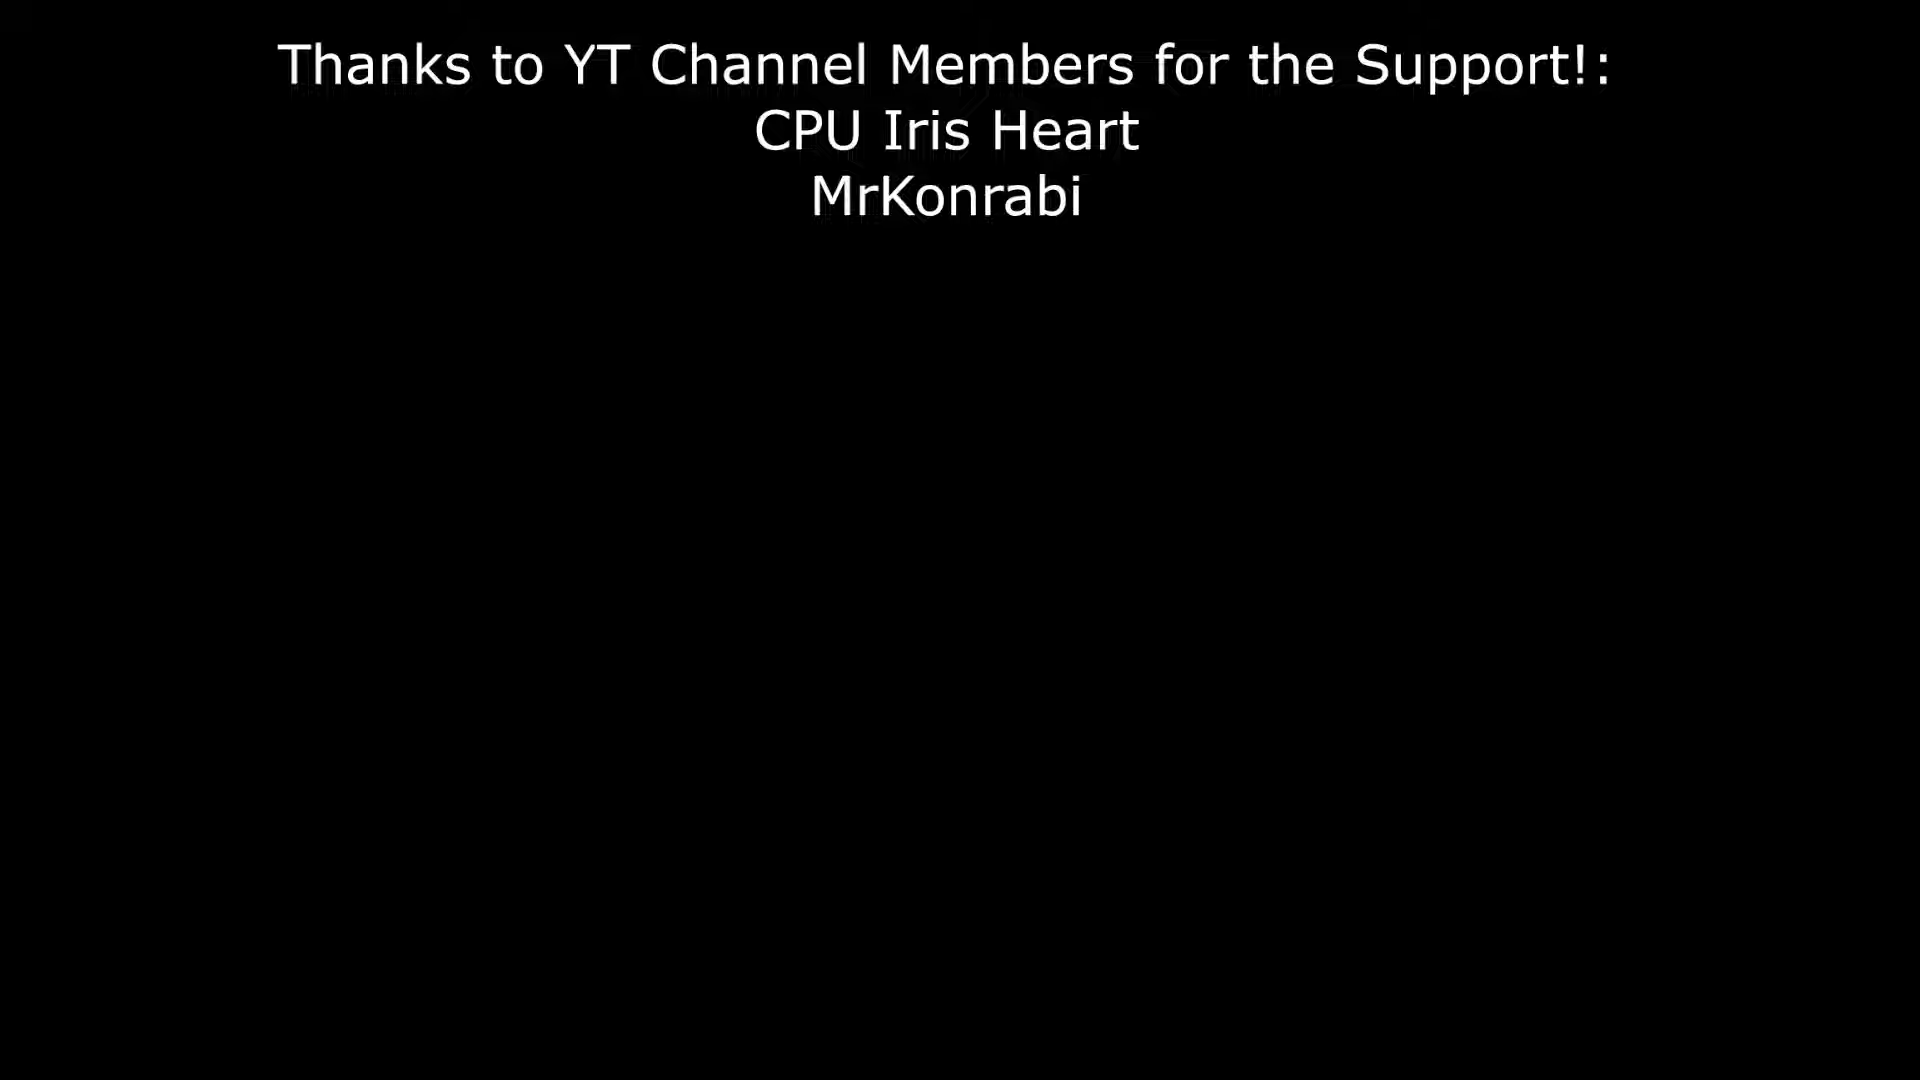 Thanks to YT Channel Members for the Support!:
CPU Iris Heart
MrKonrabi